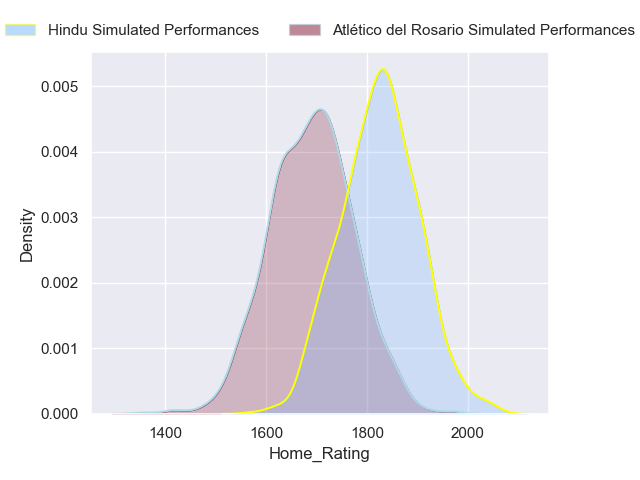 Hindu Simulated Performances
Atlético del Rosario Simulated Performances
0.005
0.004
0.003
0.002
0.001
0.000
Density
1400
1600
1800
2000
Home_Rating